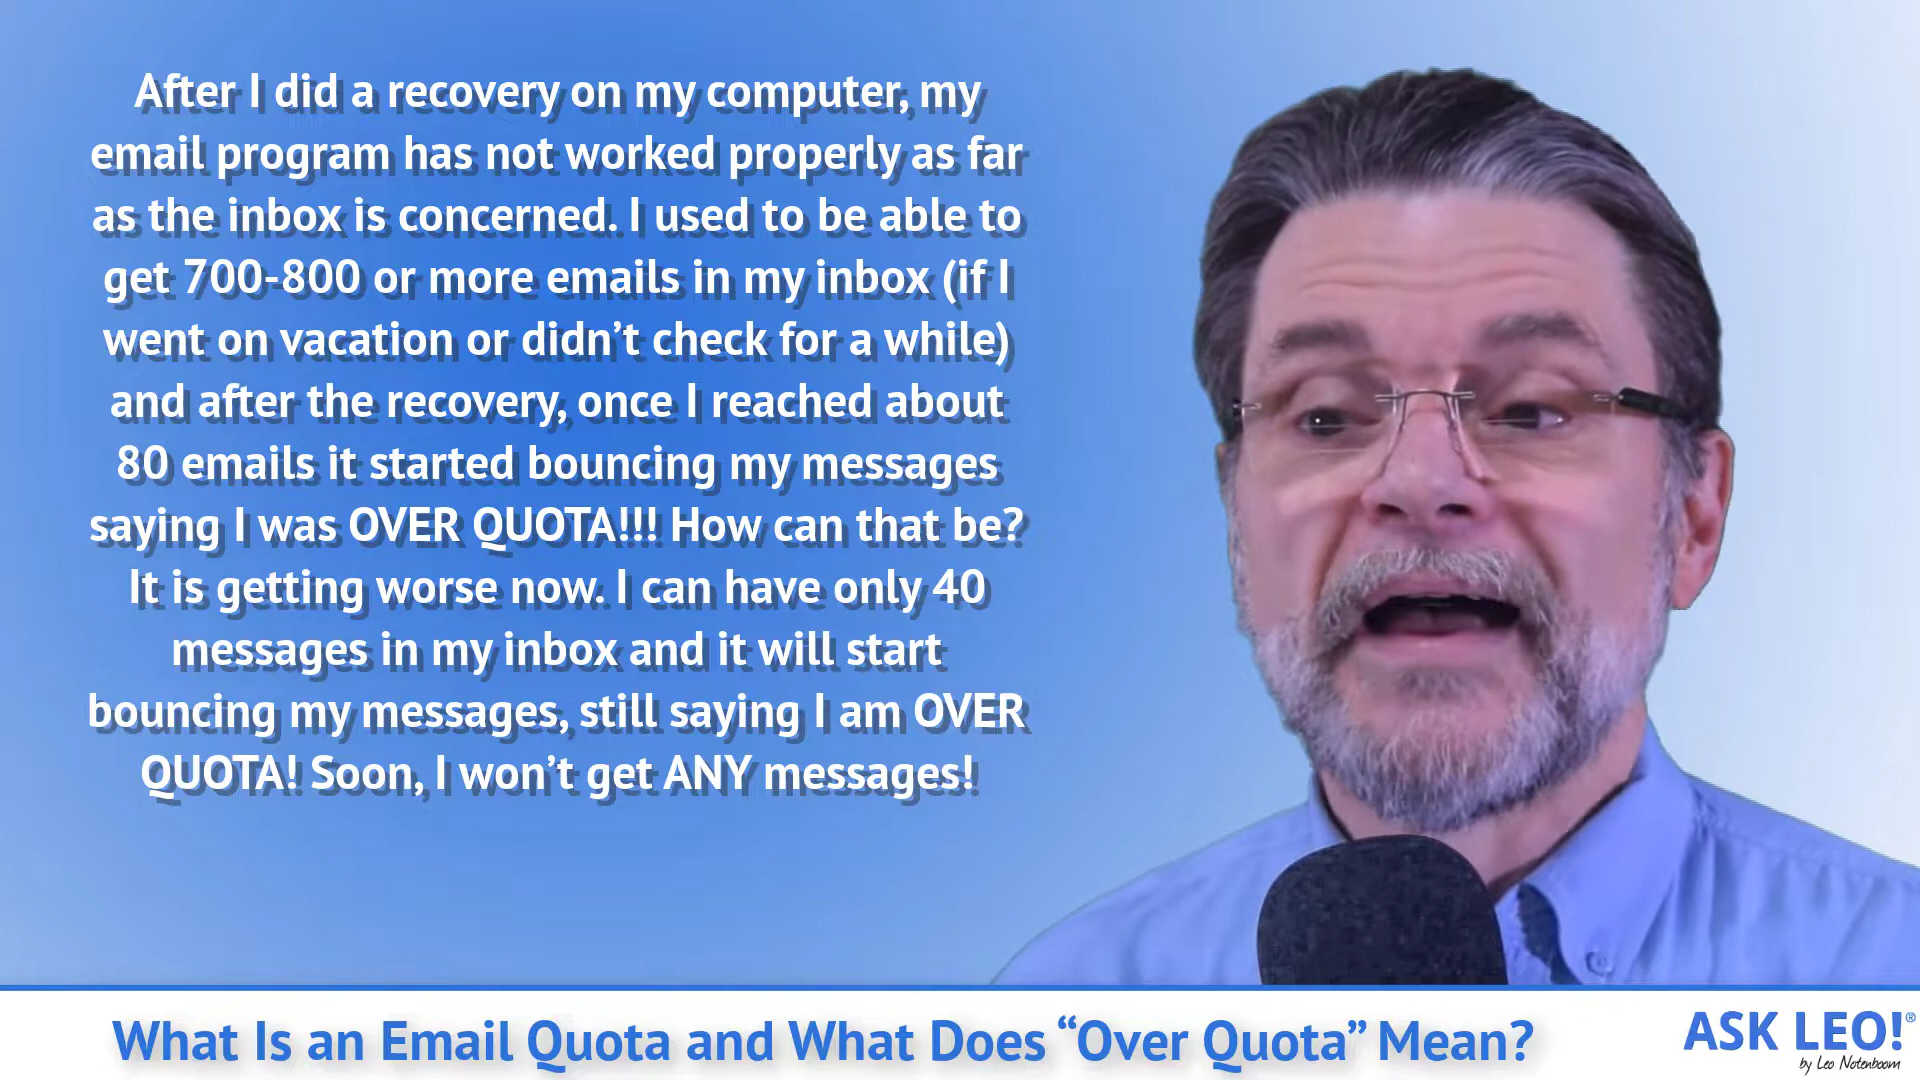 After I did a recovery on my computer, my
email program has not worked properly as far
as the inbox is concerned. I used to be able to
get 700-800 or more emails in my inbox (if I
went on vacation or didn’t check for a while)
and after the recovery, once I reached about
80 emails it started bouncing my messages
saying I was OVER QUOTA!!! How can that be?
It is getting worse now. I can have only 40
messages in my inbox and it will start
bouncing my messages, still saying I am OVER
QUOTA! Soon, I won’t get ANY messages!
What Is an Email Quota and What Does “Over Quota” Mean?
ASK LEO!®
by Leo Notenboom